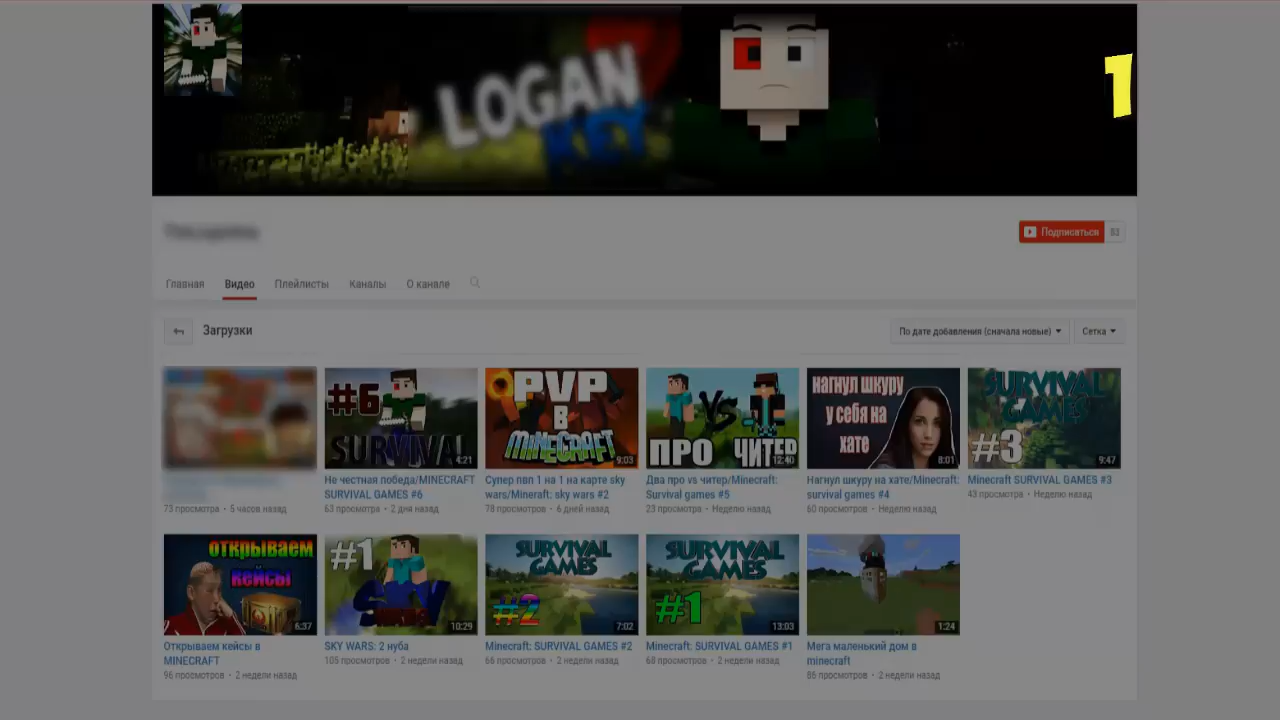 LOGAN
KEY
1
Подписаться 53
Главная Видео Плейлисты Каналы О канале
Загрузки
По дате добавления (сначала новые) Сетка
#6
SURVIVAL
4:21
PVP
В
MINECRAFT
9:03
VS
ПРО ЧИТЕР
12:40
нагнул шкуру
у себя на
хате
8:01
SURVIVAL
GAMES
#3
9:47
Не честная победа/MINECRAFT
SURVIVAL GAMES #6
63 просмотра • 2 дня назад
Супер пвп 1 на 1 на карте sky
wars/Mineraft: sky wars #2
78 просмотров • 6 дней назад
Два про vs читер/Minecraft:
Survival games #5
23 просмотра • Неделю назад
Нагнул шкуру на хате/Minecraft:
survival games #4
60 просмотров • Неделю назад
Minecraft SURVIVAL GAMES #3
43 просмотра • Неделю назад
73 просмотра • 5 часов назад
открываем
кейсы
6:37
#1
SKY
10:29
SURVIVAL
GAMES
#2
7:02
SURVIVAL
GAMES
#1
13:03
1:24
Открываем кейсы в
MINECRAFT
96 просмотров • 2 недели назад
SKY WARS: 2 нуба
105 просмотров • 2 недели назад
Minecraft: SURVIVAL GAMES #2
66 просмотров • 2 недели назад
Minecraft: SURVIVAL GAMES #1
68 просмотров • 2 недели назад
Мега маленький дом в
minecraft
86 просмотров • 2 недели назад